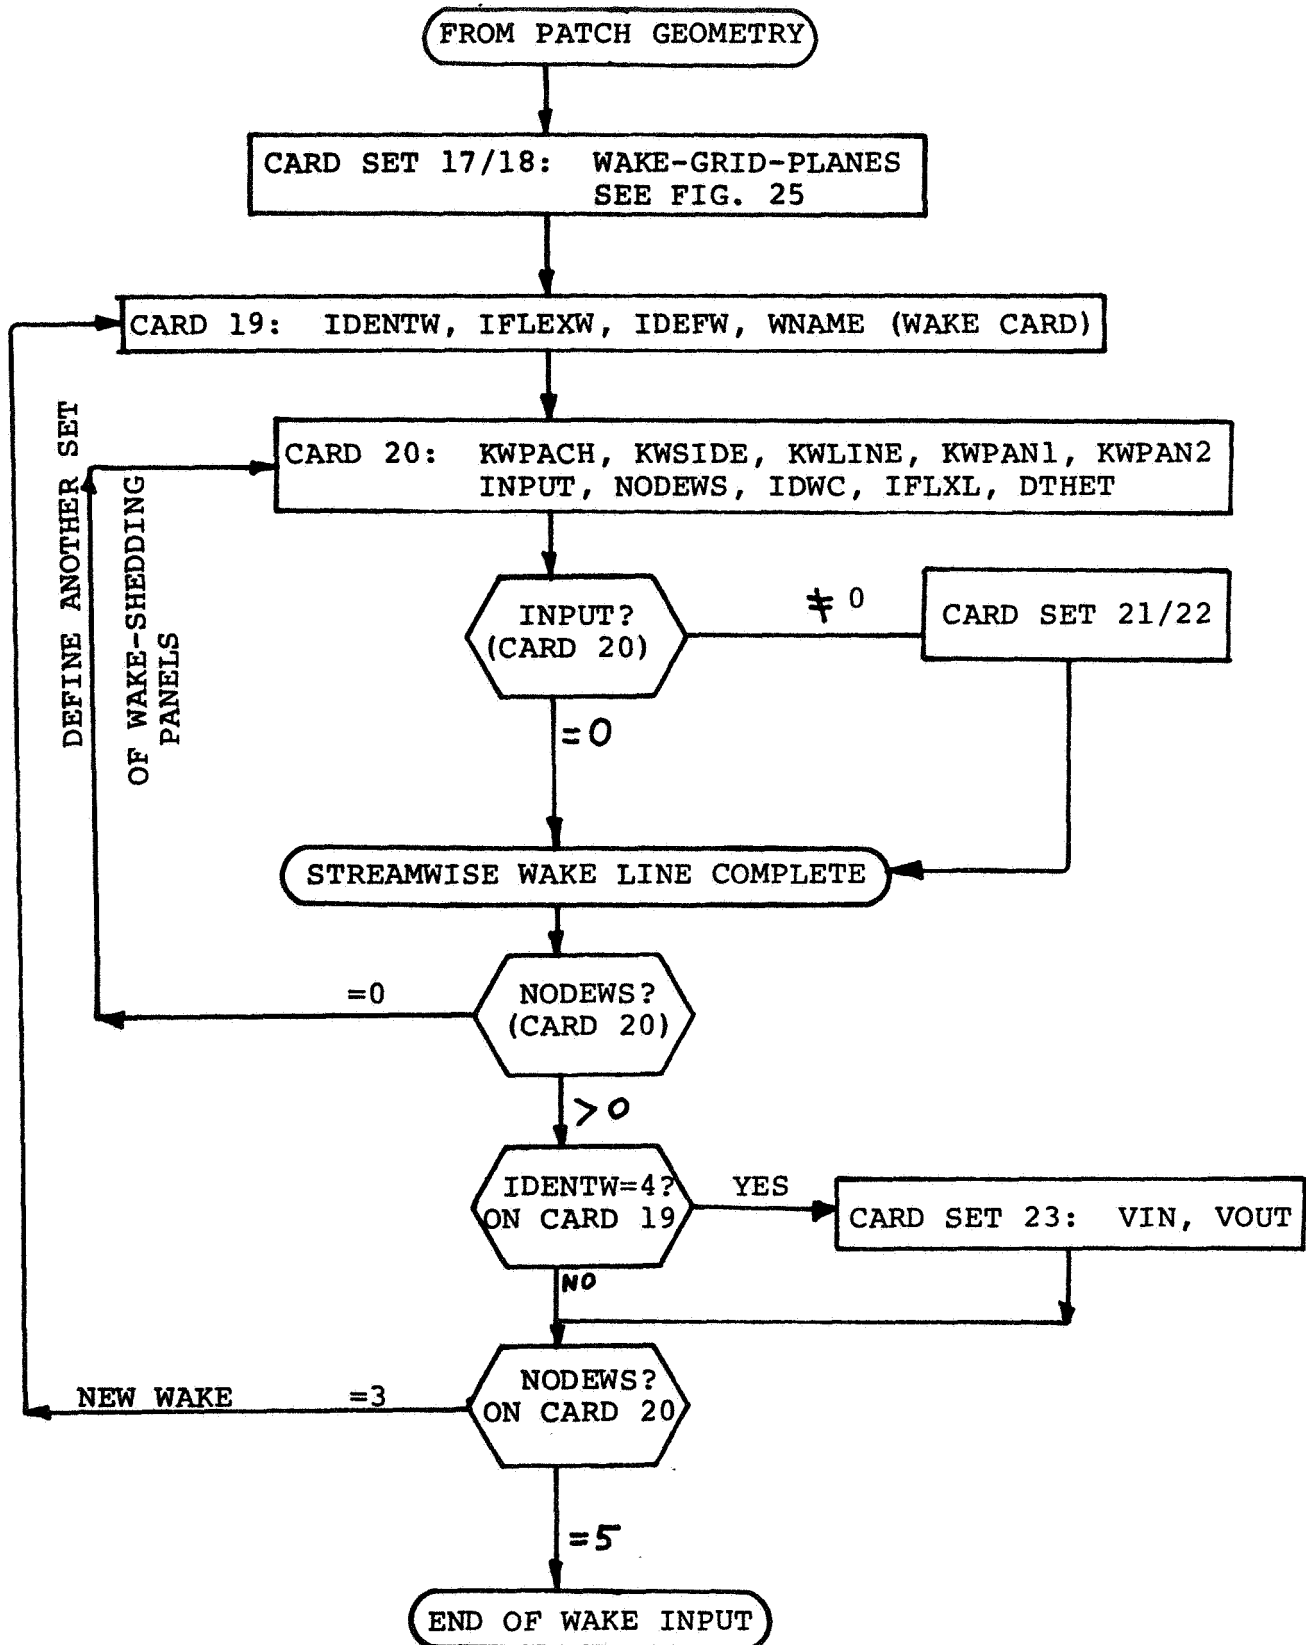 FROM PATCH GEOMETRY
CARD SET 17/18: WAKE-GRID-PLANES
SEE FIG. 25
CARD 19: IDENTW, IFLEXW, IDEFW, WNAME (WAKE CARD)
CARD 20: KWPACH, KWSIDE, KWLINE, KWPAN1, KWPAN2
INPUT, NODEWS, IDWC, IFLXL, DTHET
DEFINE ANOTHER SET
OF WAKE-SHEDDING
PANELS
INPUT?
(CARD 20)
≠ 0
CARD SET 21/22
=0
STREAMWISE WAKE LINE COMPLETE
NODEWS?
(CARD 20)
=0
>0
IDENTW=4?
ON CARD 19
YES
CARD SET 23: VIN, VOUT
NO
NODEWS?
ON CARD 20
NEW WAKE =3
=5
END OF WAKE INPUT